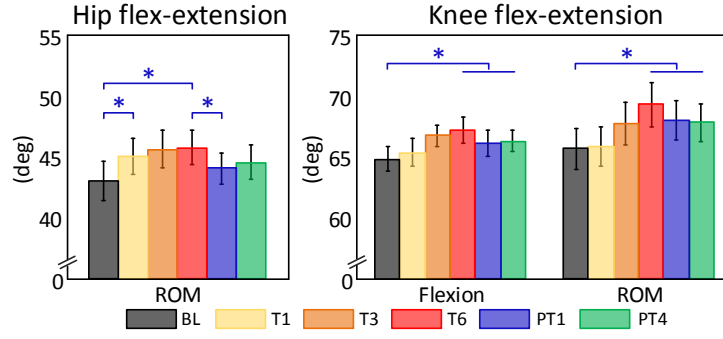 Hip flex-extension
Knee flex-extension
55
50
45
40
0
(deg)
*
*
*
ROM
75
70
65
60
0
(deg)
*
*
Flexion
ROM
BL T1 T3 T6 PT1 PT4